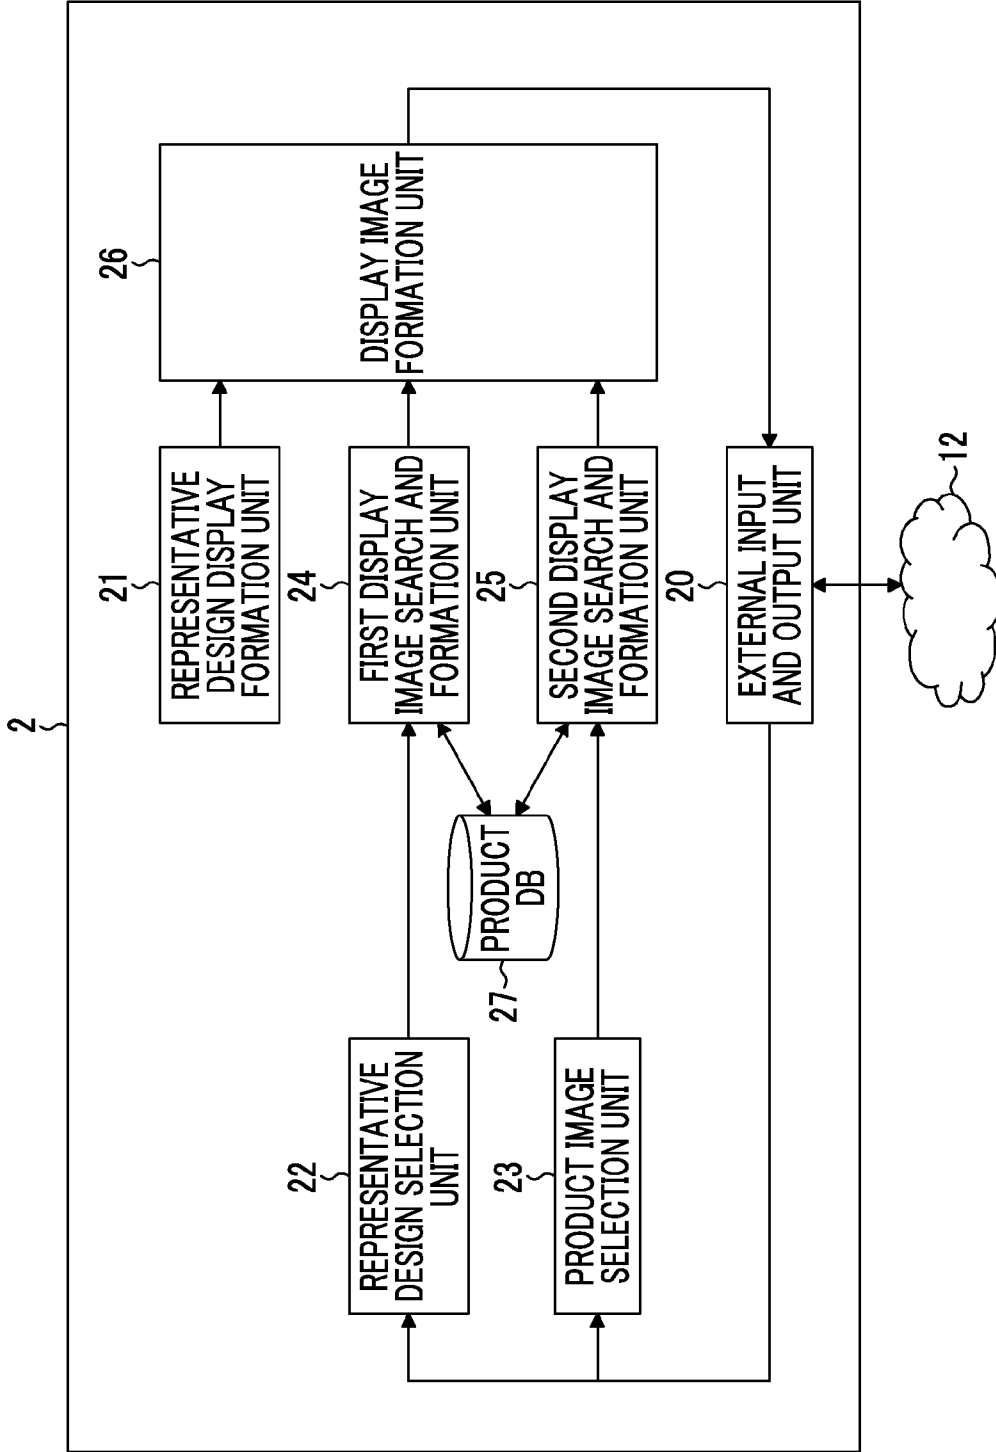 2
22
REPRESENTATIVE
DESIGN SELECTION
UNIT
23
PRODUCT IMAGE
SELECTION UNIT
27
PRODUCT
DB
21
REPRESENTATIVE
DESIGN DISPLAY
FORMATION UNIT
24
FIRST DISPLAY
IMAGE SEARCH AND
FORMATION UNIT
25
SECOND DISPLAY
IMAGE SEARCH AND
FORMATION UNIT
20
EXTERNAL INPUT
AND OUTPUT UNIT
26
DISPLAY IMAGE
FORMATION UNIT
12